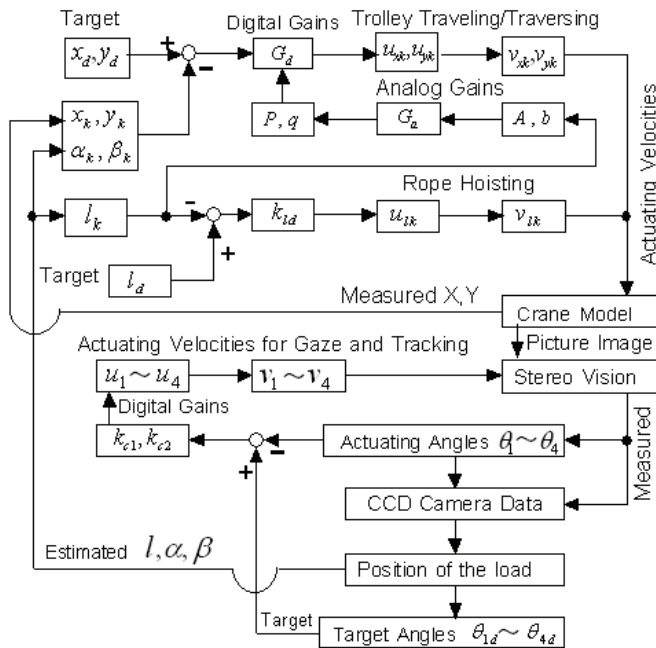 Target
Digital Gains
Trolley Traveling/Traversing
x_d, y_d
+
−
G_d
u_xk, u_yk
v_xk, v_yk
Analog Gains
x_k, y_k
α_k, β_k
P, q
G_a
A, b
Rope Hoisting
Actuating Velocities
l_k
−
+
k_ld
u_lk
v_lk
Target
l_d
Measured X,Y
Crane Model
Picture Image
Actuating Velocities for Gaze and Tracking
u_1~u_4
v_1~v_4
Stereo Vision
Digital Gains
Measured
k_c1, k_c2
−
+
Actuating Angles θ_1~θ_4
CCD Camera Data
Estimated l, α, β
Position of the load
Target
Target Angles θ_1d~θ_4d